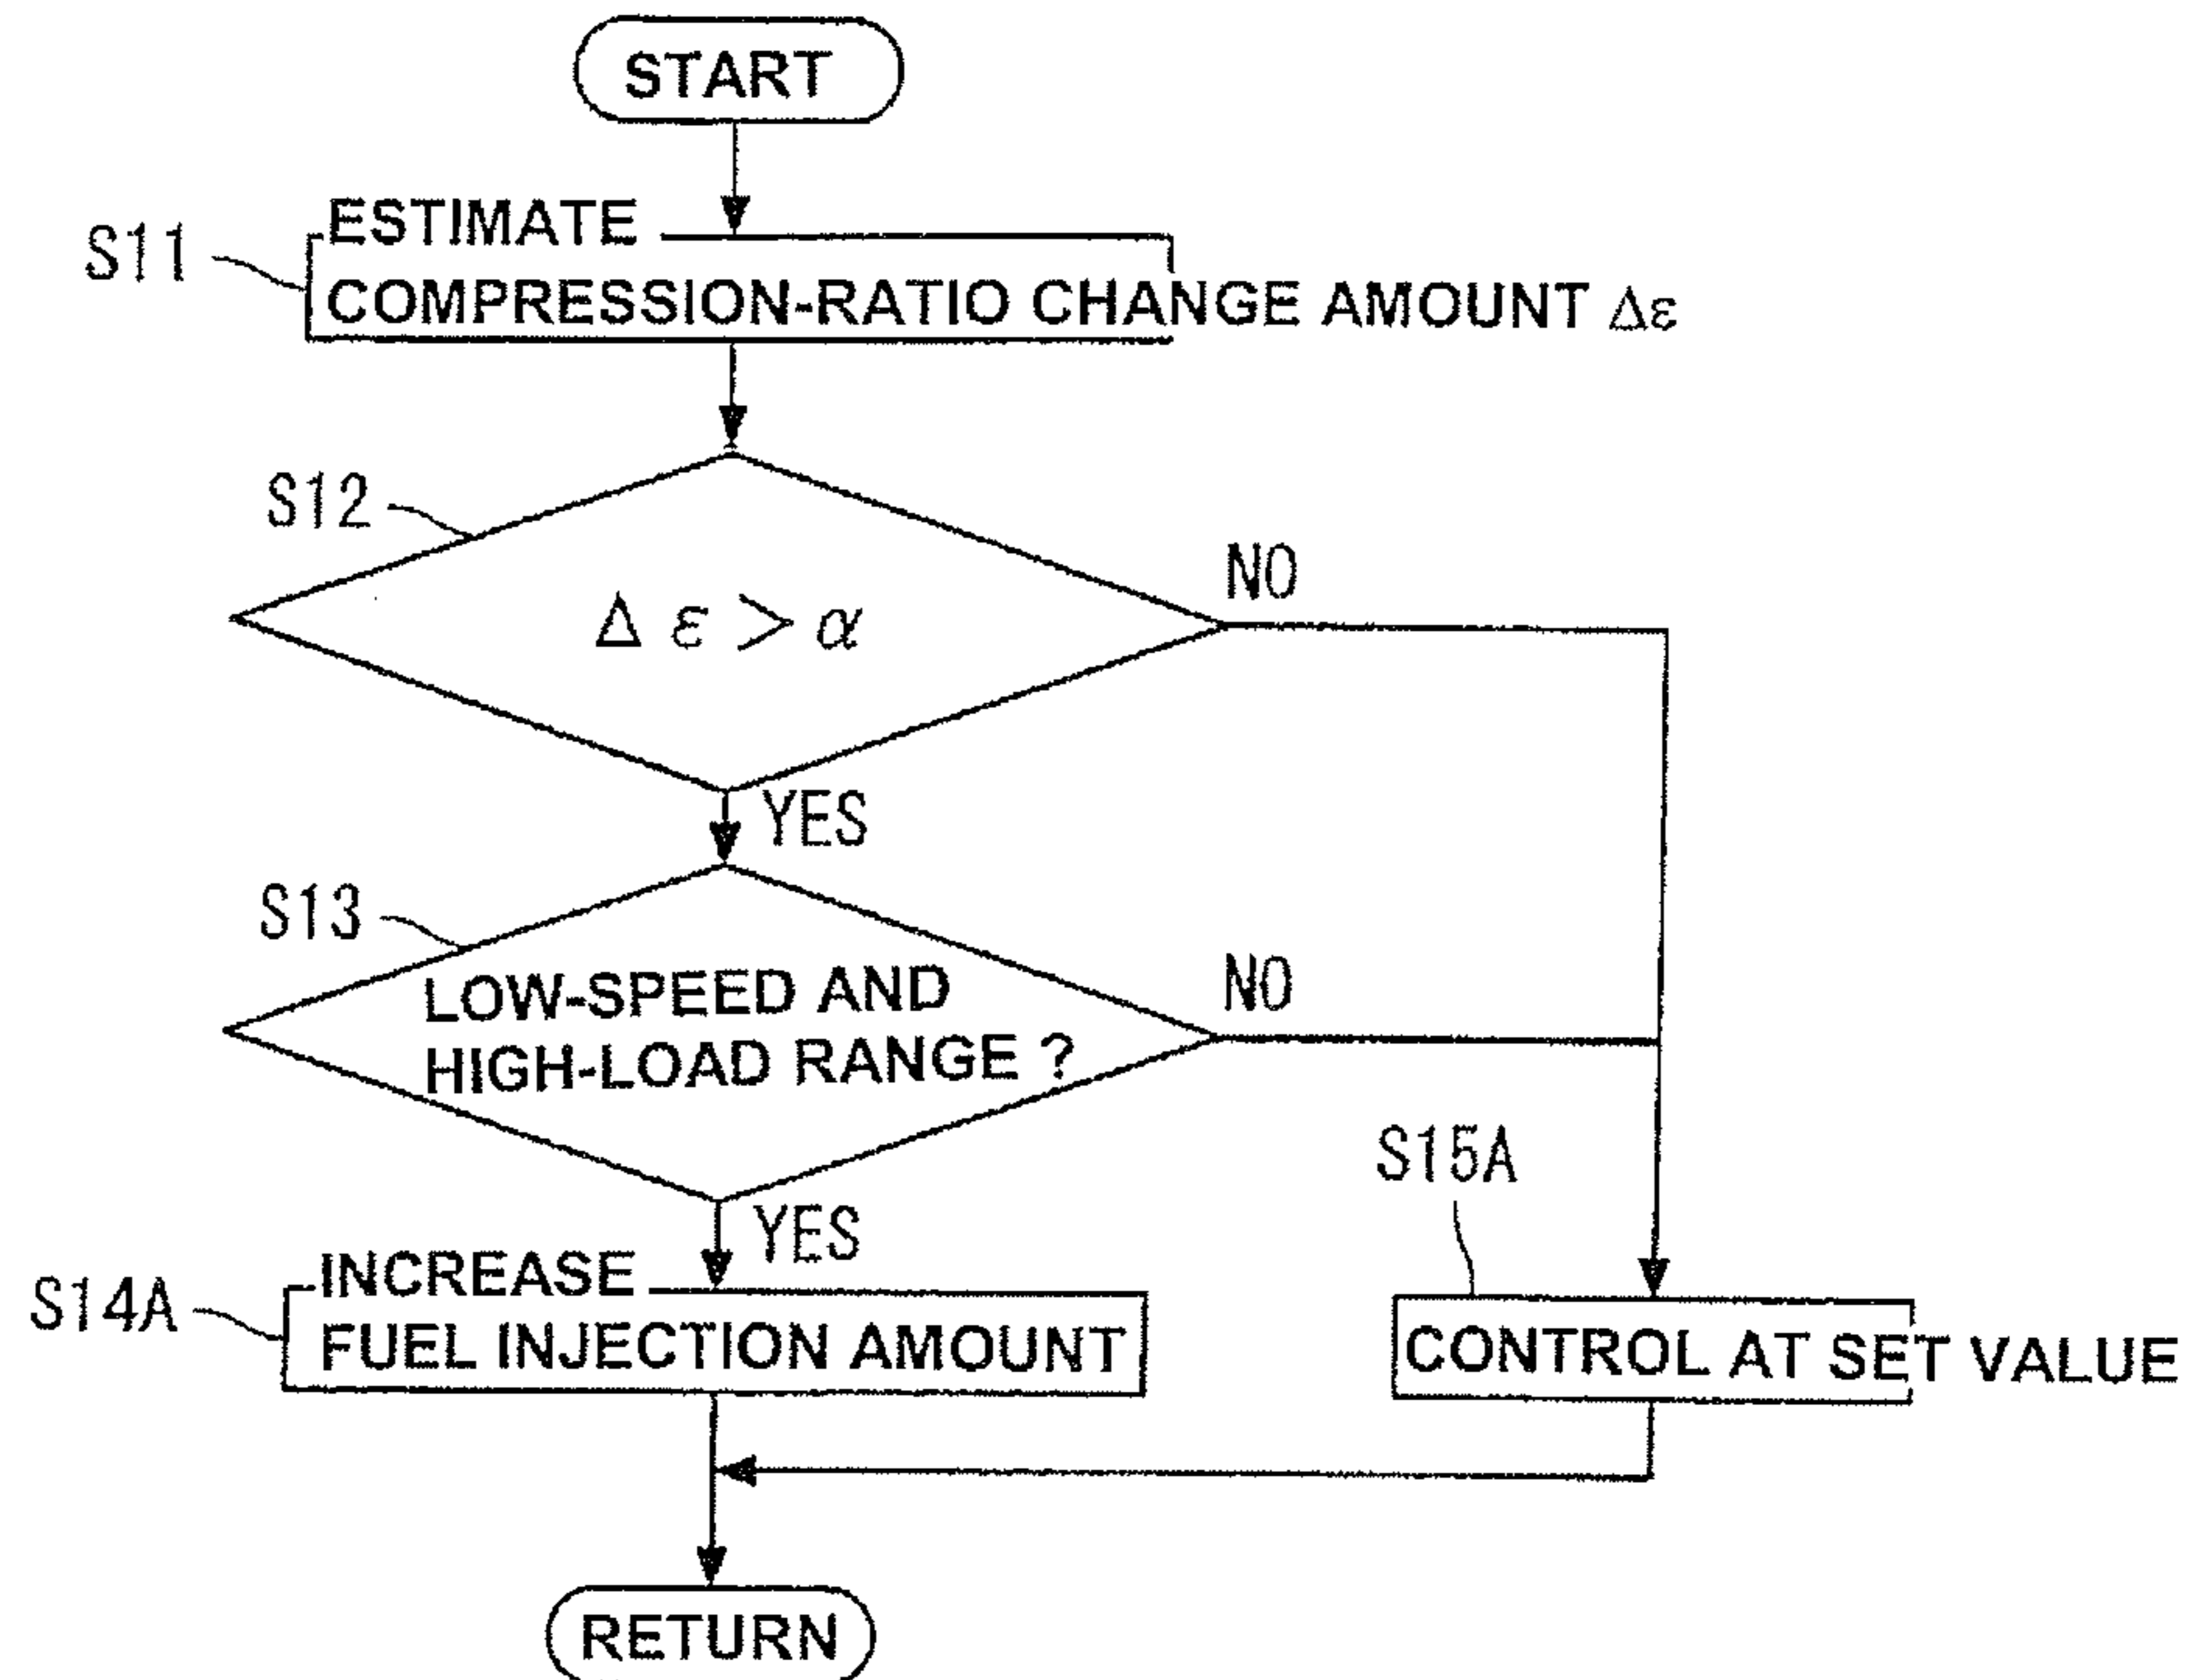 START
S11
ESTIMATE
COMPRESSION-RATIO CHANGE AMOUNT Δε
S12
Δ ε > α
NO
YES
S13
LOW-SPEED AND
HIGH-LOAD RANGE ?
NO
YES
S14A
INCREASE
FUEL INJECTION AMOUNT
S15A
CONTROL AT SET VALUE
RETURN